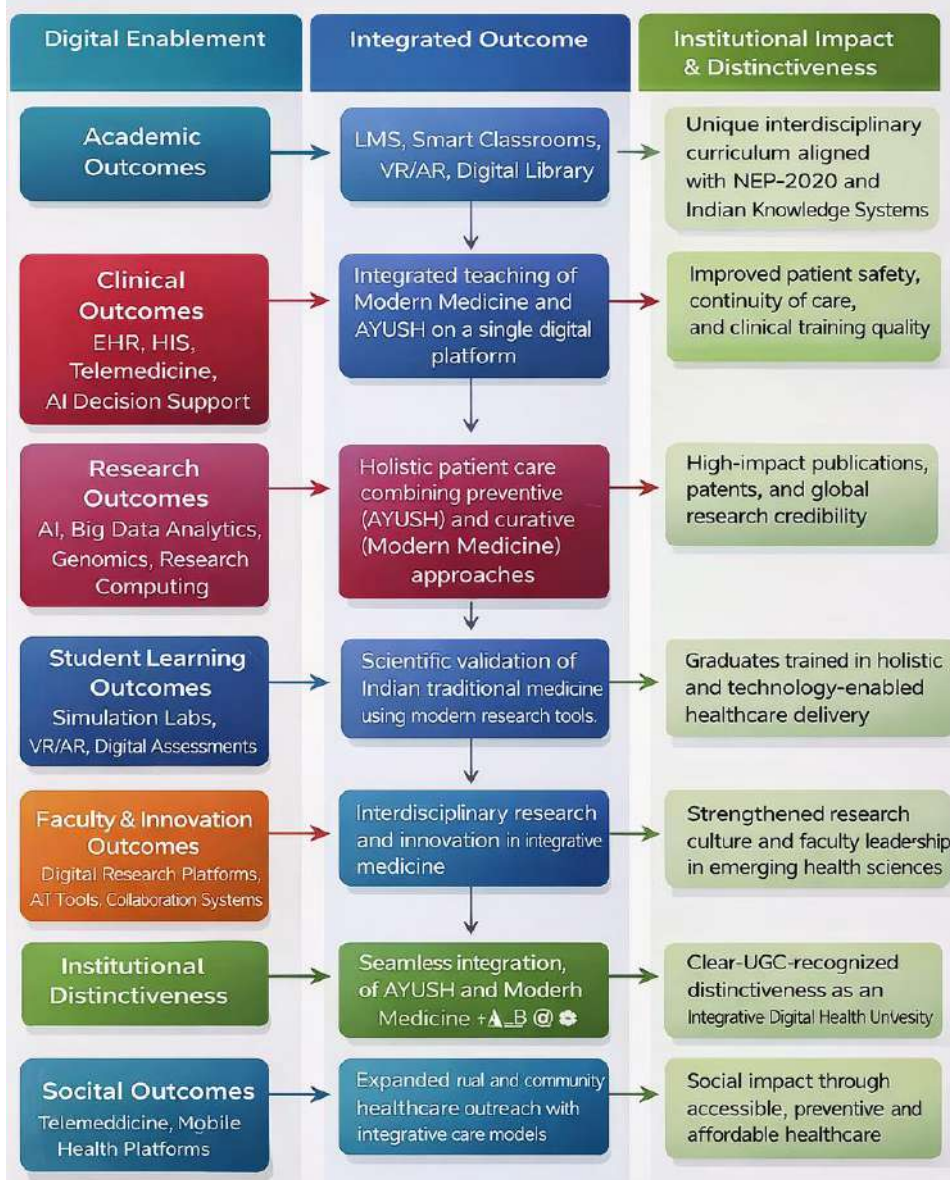 Digital Enablement
Integrated Outcome
Institutional Impact
& Distinctiveness
Academic
Outcomes
LMS, Smart Classrooms,
VR/AR, Digital Library
Unique interdisciplinary
curriculum aligned
with NEP-2020 and
Indian Knowledge Systems
Clinical
Outcomes
EHR, HIS,
Telemedicine,
AI Decision Support
Integrated teaching of
Modern Medicine and
AYUSH on a single digital
platform
Improved patient safety,
continuity of care,
and clinical training quality
Research
Outcomes
AI, Big Data Analytics,
Genomics, Research
Computing
Holistic patient care
combining preventive
(AYUSH) and curative
(Modern Medicine)
approaches
High-impact publications,
patents, and global
research credibility
Student Learning
Outcomes
Simulation Labs,
VR/AR, Digital Assessments
Scientific validation of
Indian traditional medicine
using modern research tools.
Graduates trained in holistic
and technology-enabled
healthcare delivery
Faculty & Innovation
Outcomes
Digital Research Platforms,
AT Tools, Collaboration Systems
Interdisciplinary research
and innovation in integrative
medicine
Strengthened research
culture and faculty leadership
in emerging health sciences
Institutional
Distinctiveness
Seamless integration,
of AYUSH and Moderh
Medicine +
Clear-UGC-recognized
distinctiveness as an
Integrative Digital Health Unvesity
Socital Outcomes
Telemeddicine, Mobile
Health Platforms
Expanded rual and community
healthcare outreach with
integrative care models
Social impact through
accessible, preventive and
affordable healthcare